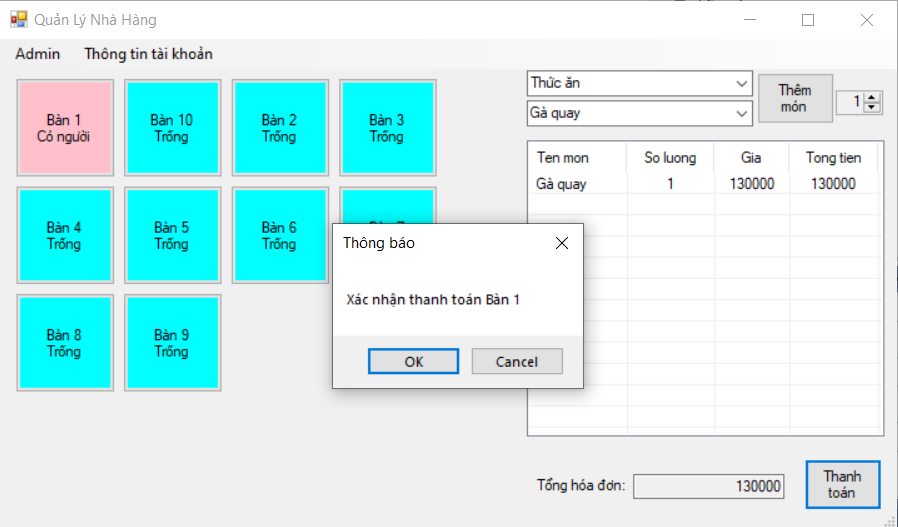 Quản Lý Nhà Hàng
Admin Thông tin tài khoản
Bàn 1
Có người
Bàn 10
Trống
Bàn 2
Trống
Bàn 3
Trống
Thức ăn
Gà quay
Thêm
món
1
Ten mon So luong Gia Tong tien
Gà quay 1 130000 130000
Bàn 4
Trống
Bàn 5
Trống
Bàn 6
Trống
Bàn 8
Trống
Bàn 9
Trống
Thông báo
Xác nhận thanh toán Bàn 1
OK Cancel
Tổng hóa đơn: 130000
Thanh
toán